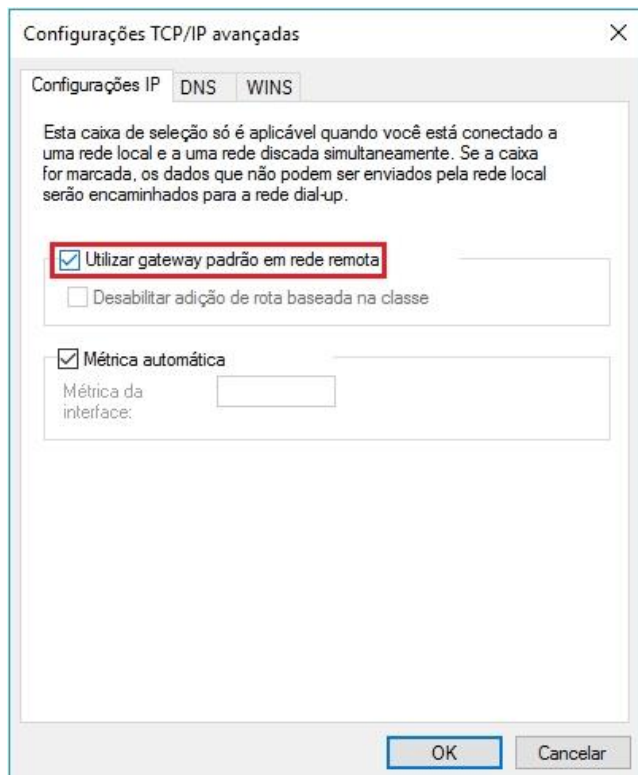 Configurações TCP/IP avançadas
Configurações IP DNS WINS
Esta caixa de seleção só é aplicável quando você está conectado a
uma rede local e a uma rede discada simultaneamente. Se a caixa
for marcada, os dados que não podem ser enviados pela rede local
serão encaminhados para a rede dial-up.
Utilizar gateway padrão em rede remota
Desabilitar adição de rota baseada na classe
Métrica automática
Métrica da
interface:
OK Cancelar